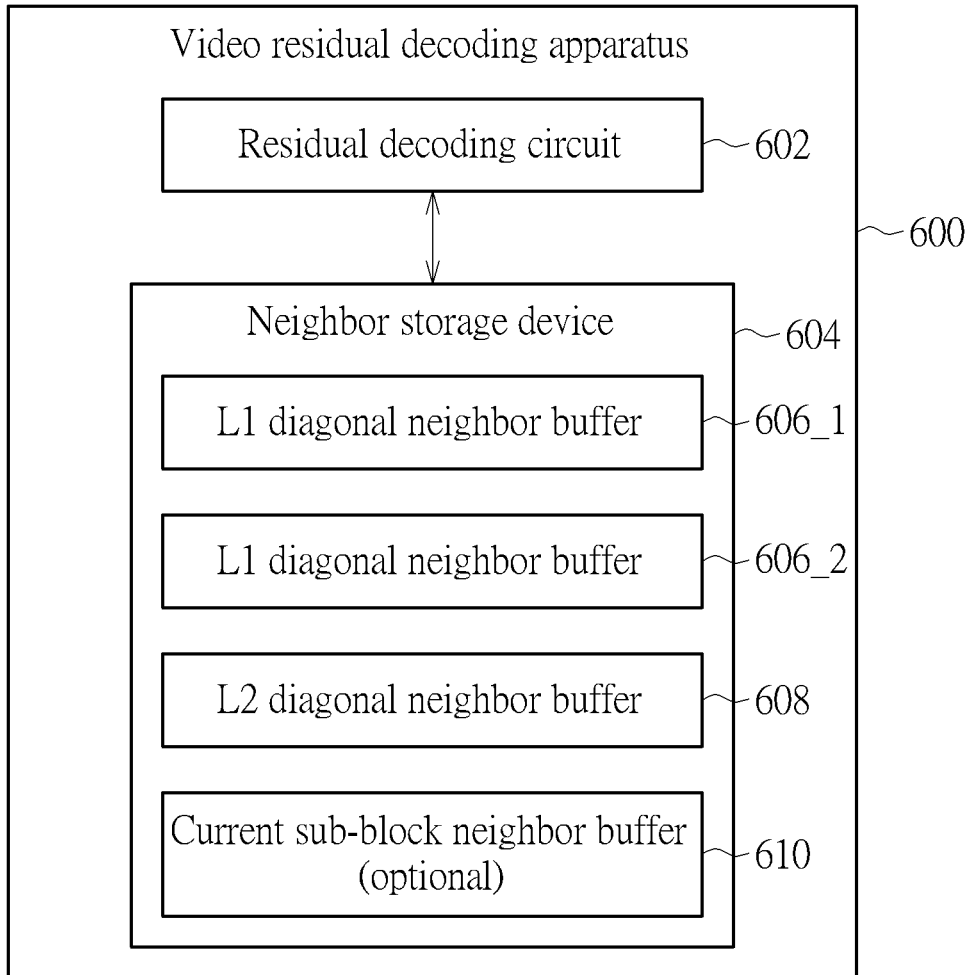 Video residual decoding apparatus
Residual decoding circuit
602
600
Neighbor storage device
604
L1 diagonal neighbor buffer
606_1
L1 diagonal neighbor buffer
606_2
L2 diagonal neighbor buffer
608
Current sub-block neighbor buffer
(optional)
610